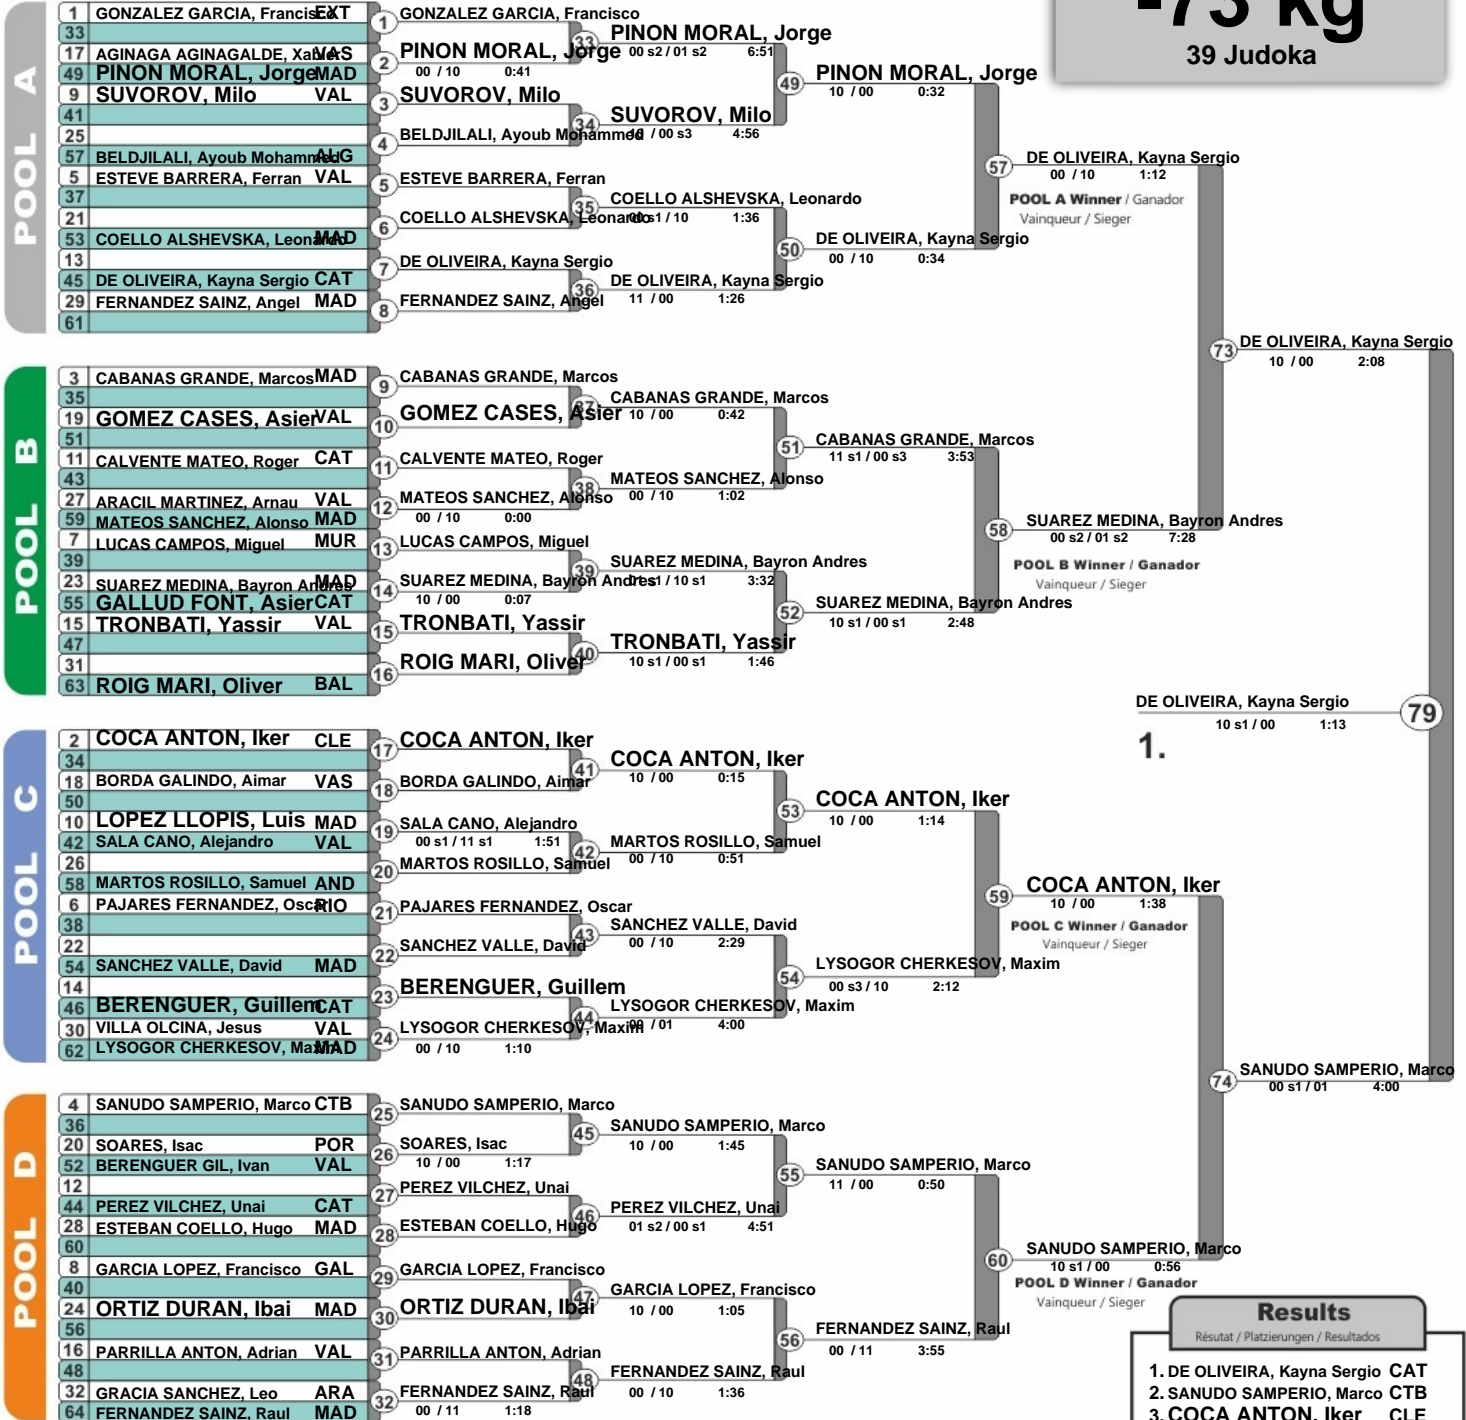 -73 kg
39 Judoka
POOL A
1 GONZALEZ GARCIA, Francisco EXT
33
17 AGINAGA AGINAGALDE, Xabier VAS
49 PINON MORAL, Jorge MAD
9 SUVOROV, Milo VAL
41
25
57 BELDJILALI, Ayoub Mohammed ALG
5 ESTEVE BARRERA, Ferran VAL
37
21
53 COELLO ALSHEVSKA, Leonardo MAD
13
45 DE OLIVEIRA, Kayna Sergio CAT
29 FERNANDEZ SAINZ, Angel MAD
61
1 GONZALEZ GARCIA, Francisco
2 PINON MORAL, Jorge
00 / 10 0:41
3 SUVOROV, Milo
4 BELDJILALI, Ayoub Mohammed
5 ESTEVE BARRERA, Ferran
6 COELLO ALSHEVSKA, Leonardo
7 DE OLIVEIRA, Kayna Sergio
8 FERNANDEZ SAINZ, Angel
33 PINON MORAL, Jorge
00 s2 / 01 s2 6:51
34 SUVOROV, Milo
10 / 00 s3 4:56
35 COELLO ALSHEVSKA, Leonardo
00 s1 / 10 1:36
36 DE OLIVEIRA, Kayna Sergio
11 / 00 1:26
49 PINON MORAL, Jorge
10 / 00 0:32
50 DE OLIVEIRA, Kayna Sergio
00 / 10 0:34
57 DE OLIVEIRA, Kayna Sergio
00 / 10 1:12
POOL A Winner / Ganador
Vainqueur / Sieger
POOL B
3 CABANAS GRANDE, Marcos MAD
35
19 GOMEZ CASES, Asier VAL
51
11 CALVENTE MATEO, Roger CAT
43
27 ARACIL MARTINEZ, Arnau VAL
59 MATEOS SANCHEZ, Alonso MAD
7 LUCAS CAMPOS, Miguel MUR
39
23 SUAREZ MEDINA, Bayron Andres MAD
55 GALLUD FONT, Asier CAT
15 TRONBATI, Yassir VAL
47
31
63 ROIG MARI, Oliver BAL
9 CABANAS GRANDE, Marcos
10 GOMEZ CASES, Asier
11 CALVENTE MATEO, Roger
12 MATEOS SANCHEZ, Alonso
00 / 10 0:00
13 LUCAS CAMPOS, Miguel
14 SUAREZ MEDINA, Bayron Andres
10 / 00 0:07
15 TRONBATI, Yassir
16 ROIG MARI, Oliver
37 CABANAS GRANDE, Marcos
10 / 00 0:42
38 MATEOS SANCHEZ, Alonso
00 / 10 1:02
39 SUAREZ MEDINA, Bayron Andres
01 s1 / 10 s1 3:32
40 TRONBATI, Yassir
10 s1 / 00 s1 1:46
51 CABANAS GRANDE, Marcos
11 s1 / 00 s3 3:53
52 SUAREZ MEDINA, Bayron Andres
10 s1 / 00 s1 2:48
58 SUAREZ MEDINA, Bayron Andres
00 s2 / 01 s2 7:28
POOL B Winner / Ganador
Vainqueur / Sieger
73 DE OLIVEIRA, Kayna Sergio
10 / 00 2:08
DE OLIVEIRA, Kayna Sergio 79
10 s1 / 00 1:13
1.
POOL C
2 COCA ANTON, Iker CLE
34
18 BORDA GALINDO, Aimar VAS
50
10 LOPEZ LLOPIS, Luis MAD
42 SALA CANO, Alejandro VAL
26
58 MARTOS ROSILLO, Samuel AND
6 PAJARES FERNANDEZ, Oscar RIO
38
22
54 SANCHEZ VALLE, David MAD
14
46 BERENGUER, Guillem CAT
30 VILLA OLCINA, Jesus VAL
62 LYSOGOR CHERKESOV, Maxim MAD
17 COCA ANTON, Iker
18 BORDA GALINDO, Aimar
19 SALA CANO, Alejandro
00 s1 / 11 s1 1:51
20 MARTOS ROSILLO, Samuel
21 PAJARES FERNANDEZ, Oscar
22 SANCHEZ VALLE, David
23 BERENGUER, Guillem
24 LYSOGOR CHERKESOV, Maxim
00 / 10 1:10
41 COCA ANTON, Iker
10 / 00 0:15
42 MARTOS ROSILLO, Samuel
00 / 10 0:51
43 SANCHEZ VALLE, David
00 / 10 2:29
44 LYSOGOR CHERKESOV, Maxim
00 / 01 4:00
53 COCA ANTON, Iker
10 / 00 1:14
54 LYSOGOR CHERKESOV, Maxim
00 s3 / 10 2:12
59 COCA ANTON, Iker
10 / 00 1:38
POOL C Winner / Ganador
Vainqueur / Sieger
74 SANUDO SAMPERIO, Marco
00 s1 / 01 4:00
POOL D
4 SANUDO SAMPERIO, Marco CTB
36
20 SOARES, Isac POR
52 BERENGUER GIL, Ivan VAL
12
44 PEREZ VILCHEZ, Unai CAT
28 ESTEBAN COELLO, Hugo MAD
60
8 GARCIA LOPEZ, Francisco GAL
40
24 ORTIZ DURAN, Ibai MAD
56
16 PARRILLA ANTON, Adrian VAL
48
32 GRACIA SANCHEZ, Leo ARA
64 FERNANDEZ SAINZ, Raul MAD
25 SANUDO SAMPERIO, Marco
26 SOARES, Isac
10 / 00 1:17
27 PEREZ VILCHEZ, Unai
28 ESTEBAN COELLO, Hugo
29 GARCIA LOPEZ, Francisco
30 ORTIZ DURAN, Ibai
31 PARRILLA ANTON, Adrian
32 FERNANDEZ SAINZ, Raul
00 / 11 1:18
45 SANUDO SAMPERIO, Marco
10 / 00 1:45
46 PEREZ VILCHEZ, Unai
01 s2 / 00 s1 4:51
47 GARCIA LOPEZ, Francisco
10 / 00 1:05
48 FERNANDEZ SAINZ, Raul
00 / 10 1:36
55 SANUDO SAMPERIO, Marco
11 / 00 0:50
56 FERNANDEZ SAINZ, Raul
00 / 11 3:55
60 SANUDO SAMPERIO, Marco
10 s1 / 00 0:56
POOL D Winner / Ganador
Vainqueur / Sieger
Results
Résutat / Platzierungen / Resultados
1. DE OLIVEIRA, Kayna Sergio CAT
2. SANUDO SAMPERIO, Marco CTB
3. COCA ANTON, Iker CLE